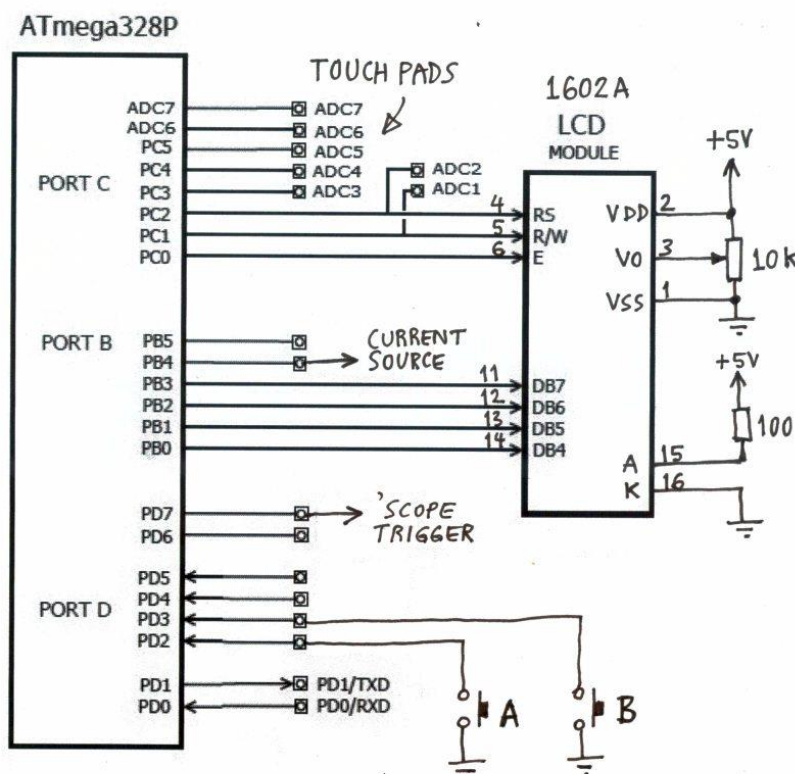 ATmega328P
TOUCH PADS
1602A
LCD
MODULE
+5V
ADC7 ADC7
ADC6 ADC6
PC5 ADC5
PORT C
PC4 ADC4 ADC2
PC3 ADC3 ADC1
PC2 4 RS VDD 2
PC1 5 R/W
PC0 6 E VO 3 10k
VSS 1
PORT B
PB5 CURRENT
PB4 SOURCE
+5V
PB3 11 DB7
PB2 12 DB6
PB1 13 DB5 100
PB0 14 DB4
A 15
K 16
PD7 'SCOPE
PD6 TRIGGER
PD5
PORT D
PD4
PD3
PD2
PD1 PD1/TXD
PD0 PD0/RXD
A B